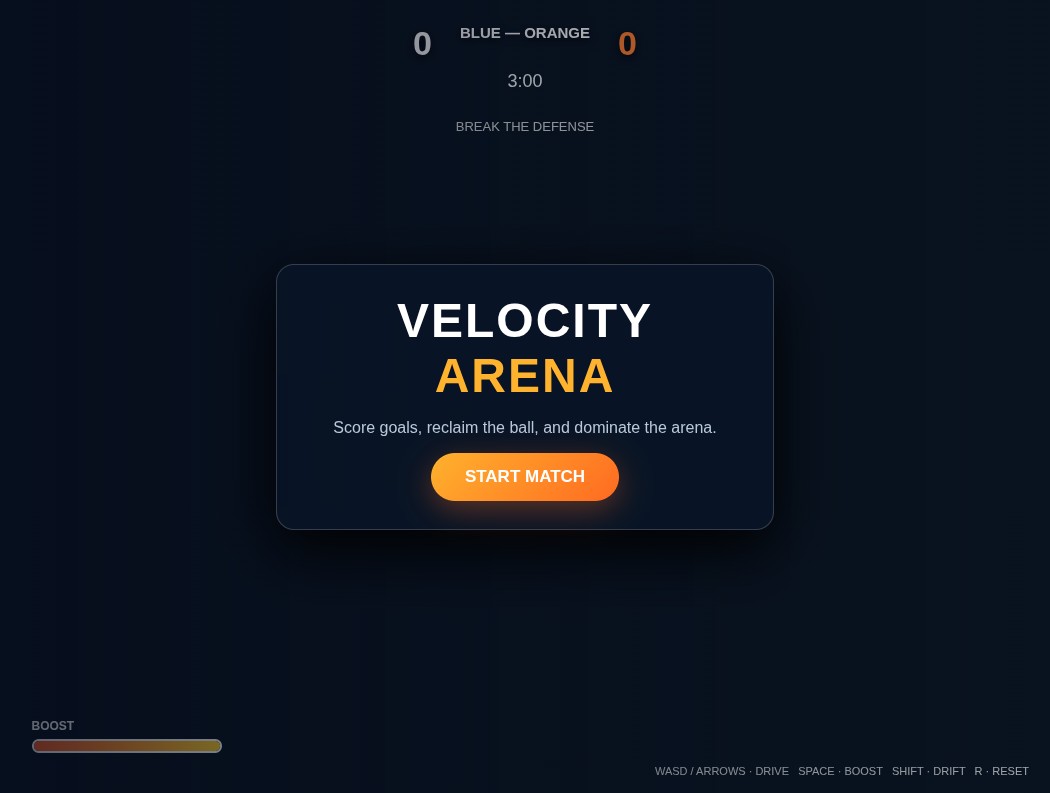 0 BLUE — ORANGE 0
3:00
BREAK THE DEFENSE
VELOCITY
ARENA
Score goals, reclaim the ball, and dominate the arena.
START MATCH
BOOST
WASD / ARROWS · DRIVE SPACE · BOOST SHIFT · DRIFT R · RESET